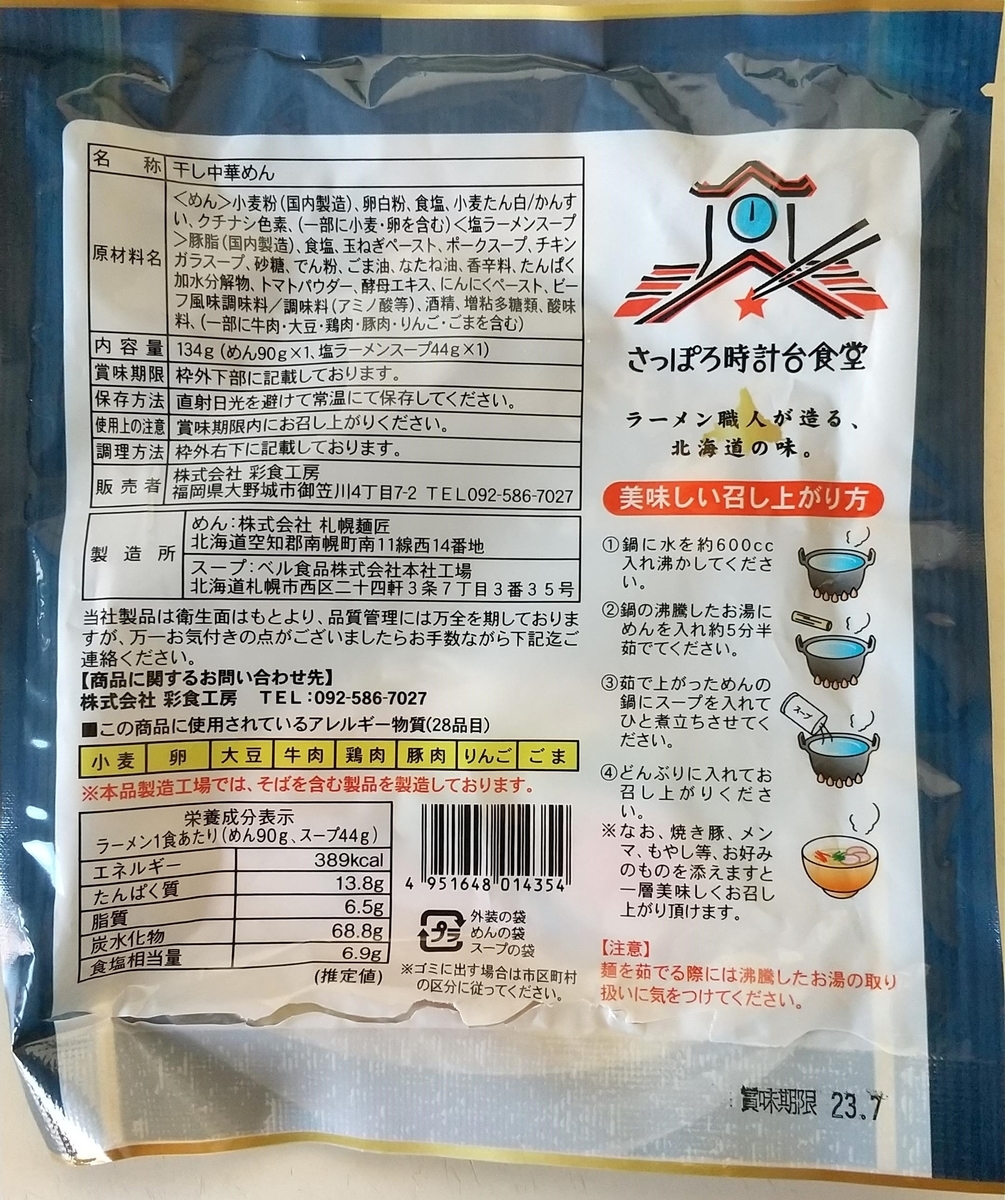 名 称 干し中華めん
原材料名 <めん>小麦粉(国内製造)、卵白粉、食塩、小麦たん白/かんす
い、クチナシ色素、(一部に小麦・卵を含む)<塩ラーメンスープ
>豚脂(国内製造)、食塩、玉ねぎペースト、ポークスープ、チキン
ガラスープ、砂糖、でん粉、ごま油、なたね油、香辛料、たんぱく
加水分解物、トマトパウダー、酵母エキス、にんにくペースト、ビー
フ風味調味料/調味料(アミノ酸等)、酒精、増粘多糖類、酸味
料、(一部に牛肉・大豆・鶏肉・豚肉・りんご・ごまを含む)
内容量 134g(めん90g×1、塩ラーメンスープ44g×1)
賞味期限 枠外下部に記載しております。
保存方法 直射日光を避けて常温にて保存してください。
使用上の注意 賞味期限内にお召し上がりください。
調理方法 枠外右下に記載しております。
販売者 株式会社 彩食工房
福岡県大野城市御笠川4丁目7-2 TEL092-586-7027
製造所 めん:株式会社 札幌麺匠
北海道空知郡南幌町南11線西14番地
スープ:ベル食品株式会社本社工場
北海道札幌市西区二十四軒3条7丁目3番35号
当社製品は衛生面はもとより、品質管理には万全を期しておりま
すが、万一お気付きの点がございましたらお手数ながら下記迄ご
連絡ください。
【商品に関するお問い合わせ先】
株式会社 彩食工房 TEL:092-586-7027
■この商品に使用されているアレルギー物質(28品目)
小麦 卵 大豆 牛肉 鶏肉 豚肉 りんご ごま
※本品製造工場では、そばを含む製品を製造しております。
栄養成分表示
ラーメン1食あたり(めん90g、スープ44g)
エネルギー 389kcal
たんぱく質 13.8g
脂質 6.5g
炭水化物 68.8g
食塩相当量 6.9g
(推定値)
4 951648 014354
プラ
外装の袋
めんの袋
スープの袋
※ゴミに出す場合は市区町村
の区分に従ってください。
さっぽろ時計台食堂
ラーメン職人が造る、
北海道の味。
美味しい召し上がり方
①鍋に水を約600cc
入れ沸かしてくださ
い。
②鍋の沸騰したお湯に
めんを入れ約5分半
茹でてください。
③茹で上がっためんの
鍋にスープを入れて
ひと煮立ちさせてく
ださい。
スープ
④どんぶりに入れてお
召し上がりくださ
い。
※なお、焼き豚、メン
マ、もやし等、お好み
のものを添えますと
一層美味しくお召し
上がり頂けます。
【注意】
麺を茹でる際には沸騰したお湯の取り
扱いに気をつけてください。
賞味期限 23.7